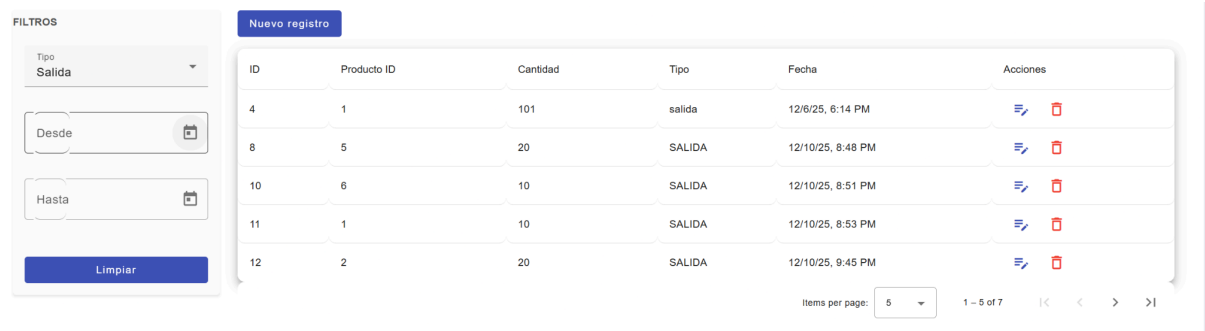 FILTROS
Tipo
Salida
Desde
Hasta
Limpiar
Nuevo registro
ID Producto ID Cantidad Tipo Fecha Acciones
4 1 101 salida 12/6/25, 6:14 PM
8 5 20 SALIDA 12/10/25, 8:48 PM
10 6 10 SALIDA 12/10/25, 8:51 PM
11 1 10 SALIDA 12/10/25, 8:53 PM
12 2 20 SALIDA 12/10/25, 9:45 PM
Items per page: 5 1 – 5 of 7